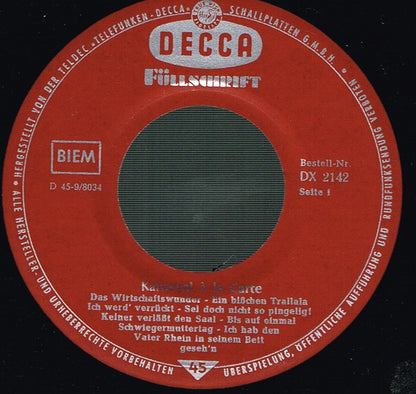 HERGESTELLT VON DER TELDEC »TELEFUNKEN-DECCA« SCHALLPLATTEN G.M.B.H.
DECCA
FÜLLSCHRIFT
BIEM
D 45-9/8034
Bestell-Nr.
DX 2142
Seite 1
à la carte
Das Wirtschaftswunder - Ein bißchen Trallala
Ich werd' verrückt - Sei doch nicht so pingelig!
Keiner verläßt den Saal - Bis auf einmal
Schwiegermuttertag - Ich hab den
Vater Rhein in seinem Bett
geseh'n
45
ALLE HERSTELLER- UND URHEBERRECHTE VORBEHALTEN
ÜBERSPIELUNG, ÖFFENTLICHE AUFFÜHRUNG UND RUNDFUNKSENDUNG VERBOTEN